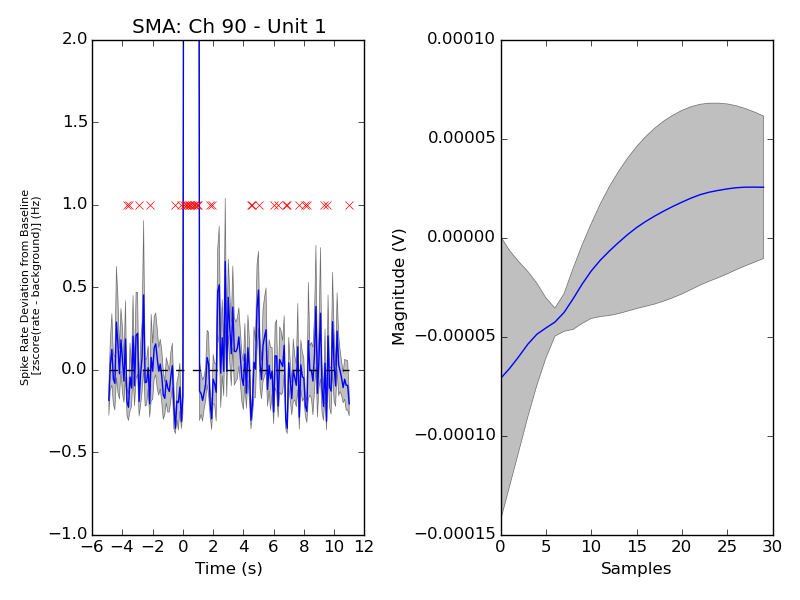 SMA: Ch 90 - Unit 1
2.0
1.5
1.0
0.5
0.0
−0.5
−1.0
−6 −4 −2 0 2 4 6 8 10 12
Time (s)
Spike Rate Deviation from Baseline
[zscore(rate - background)] (Hz)
0.00010
0.00005
0.00000
−0.00005
−0.00010
−0.00015
0 5 10 15 20 25 30
Samples
Magnitude (V)